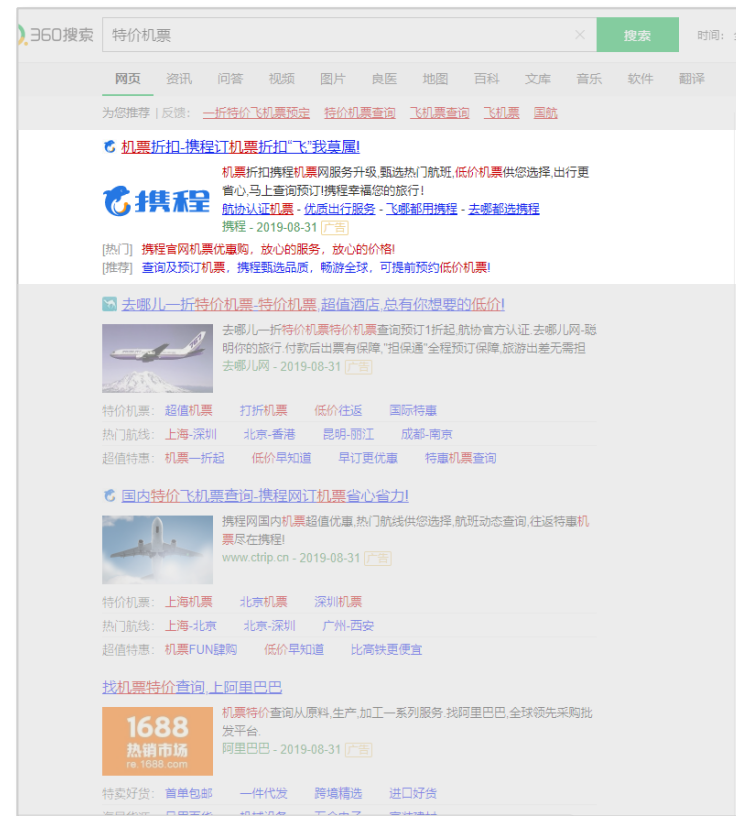 360搜索 特价机票 × 搜索 时间:
网页 资讯 问答 视频 图片 良医 地图 百科 文库 音乐 软件 翻译
为您推荐 | 反馈: 一折特价飞机票预定 特价机票查询 飞机票查询 飞机票 国航
机票折扣-携程订机票折扣“飞”我莫属!
机票折扣携程机票网服务升级,甄选热门航班,低价机票供您选择,出行更
省心,马上查询预订!携程幸福您的旅行!
携程
航协认证机票 - 优质出行服务 - 飞哪都用携程 - 去哪都选携程
携程 - 2019-08-31 广告
[热门] 携程官网机票优惠购，放心的服务，放心的价格!
[推荐] 查询及预订机票，携程甄选品质，畅游全球，可提前预约低价机票!
去哪儿一折特价机票-特价机票,超值酒店,总有你想要的低价!
去哪儿一折特价机票特价机票查询预订1折起,航协官方认证.去哪儿网-聪
明你的旅行.付款后出票有保障,"担保通"全程预订保障,旅游出差无需担
去哪儿网 - 2019-08-31 广告
特价机票: 超值机票 打折机票 低价往返 国际特惠
热门航线: 上海-深圳 北京-香港 昆明-丽江 成都-南京
超值特惠: 机票一折起 低价早知道 早订更优惠 特惠机票查询
国内特价飞机票查询-携程网订机票省心省力!
携程网国内机票超值优惠,热门航线供您选择,航班动态查询,往返特惠机
票尽在携程!
www.ctrip.cn - 2019-08-31 广告
特价机票: 上海机票 北京机票 深圳机票
热门航线: 上海-北京 北京-深圳 广州-西安
超值特惠: 机票FUN肆购 低价早知道 比高铁更便宜
找机票特价查询,上阿里巴巴
机票特价查询从原料,生产,加工一系列服务.找阿里巴巴,全球领先采购批
发平台.
1688
热销市场
re.1688.com
阿里巴巴 - 2019-08-31 广告
特卖好货: 首单包邮 一件代发 跨境精选 进口好货